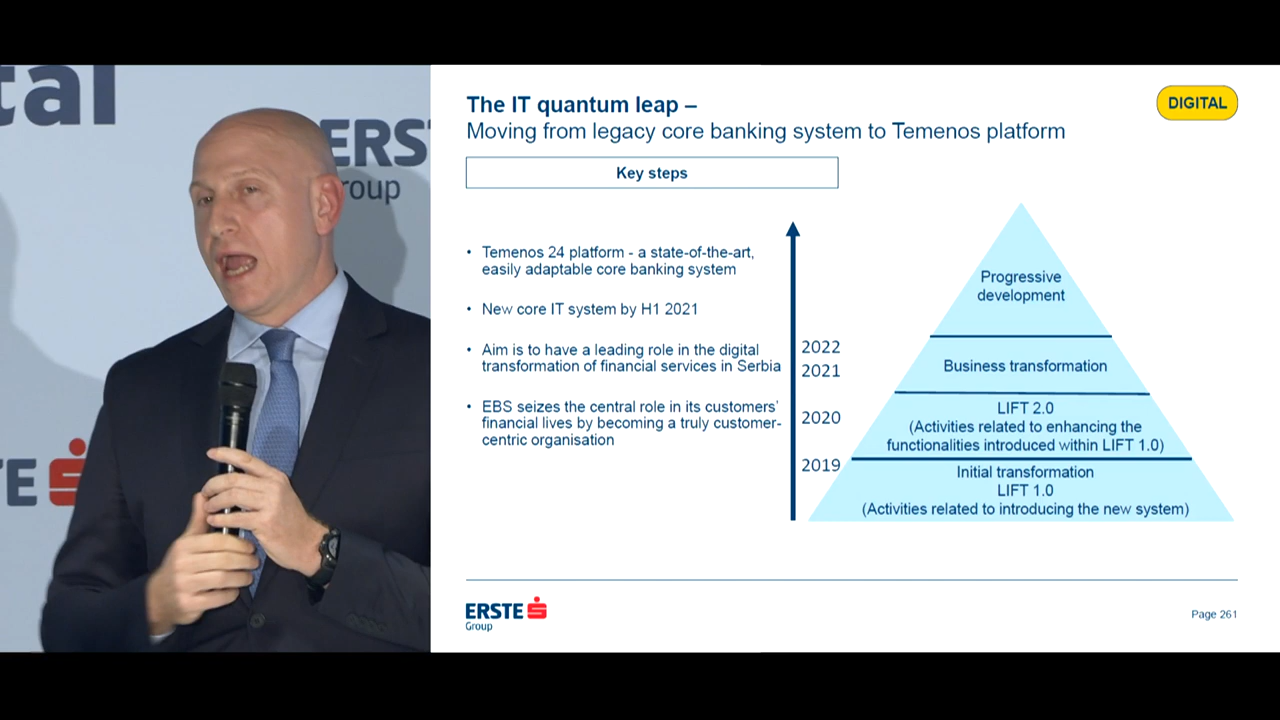 tal
ERS
roup
E
The IT quantum leap –
Moving from legacy core banking system to Temenos platform
DIGITAL
Key steps
• Temenos 24 platform - a state-of-the-art,
easily adaptable core banking system
• New core IT system by H1 2021
• Aim is to have a leading role in the digital
transformation of financial services in Serbia
• EBS seizes the central role in its customers’
financial lives by becoming a truly customer-
centric organisation
2022
2021
2020
2019
Progressive
development
Business transformation
LIFT 2.0
(Activities related to enhancing the
functionalities introduced within LIFT 1.0)
Initial transformation
LIFT 1.0
(Activities related to introducing the new system)
ERSTE
Group
Page 261